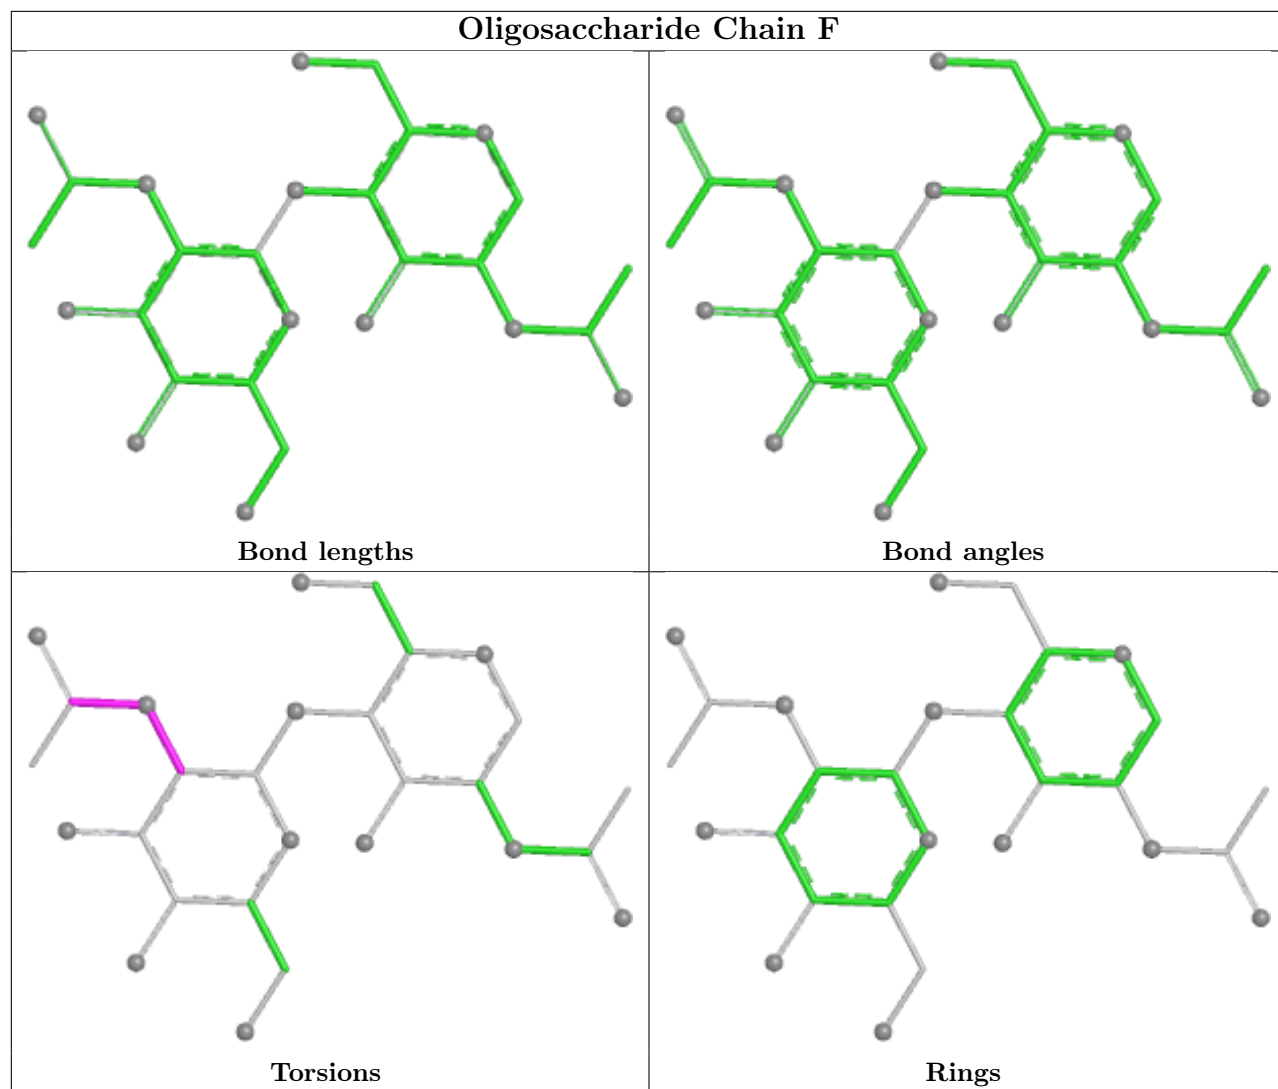 Oligosaccharide Chain F
Bond lengths
Bond angles
Torsions
Rings